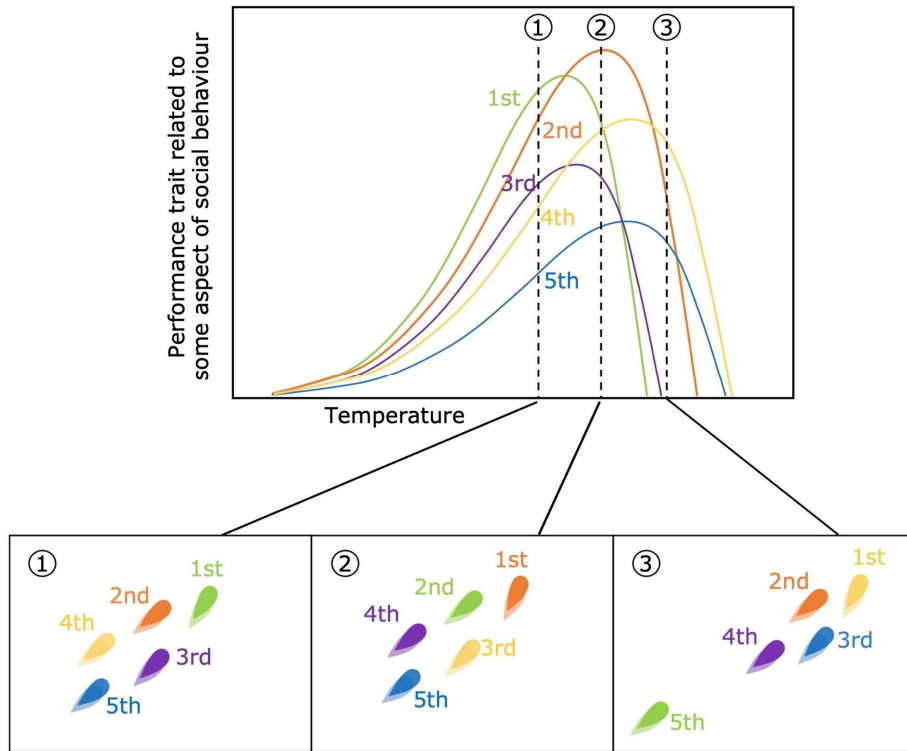 Performance trait related to
some aspect of social behaviour
① ② ③
1st
2nd
3rd
4th
5th
Temperature
①
1st
2nd
4th
3rd
5th
②
1st
2nd
4th
3rd
5th
③
1st
2nd
4th
3rd
5th